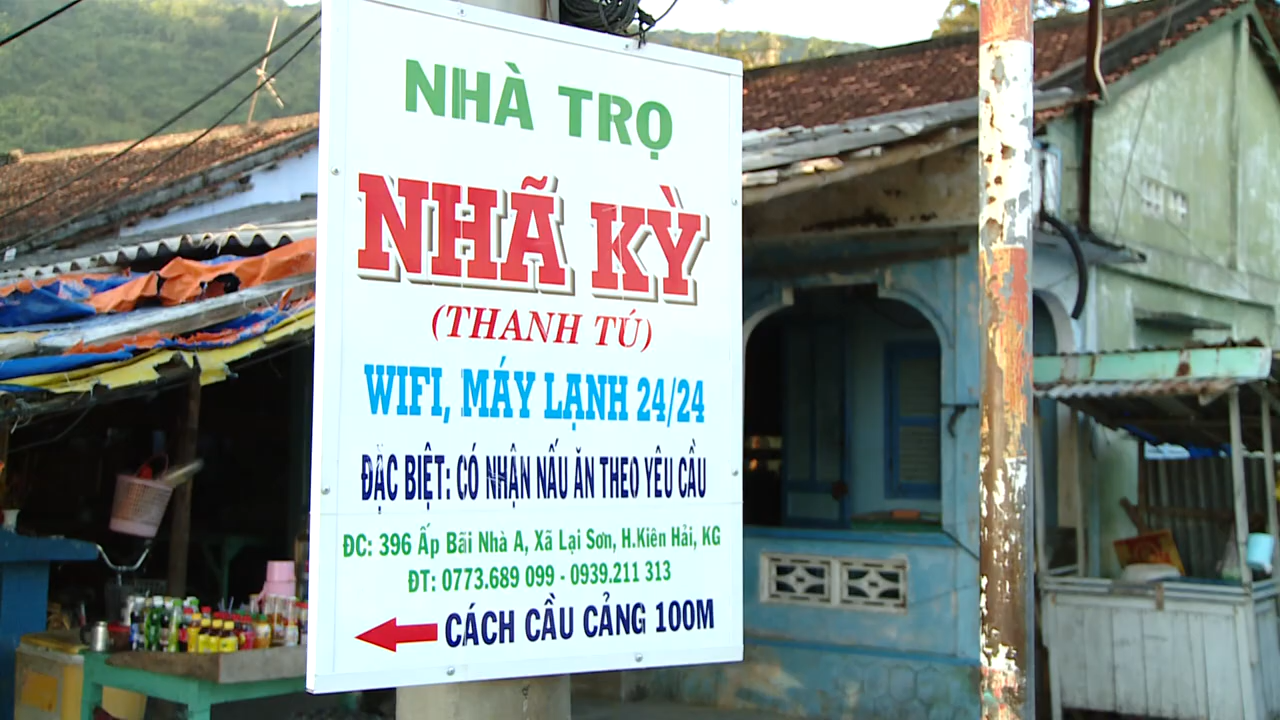 NHÀ TRỌ
NHÃ KỲ
(THANH TÚ)
WIFI, MÁY LẠNH 24/24
ĐẶC BIỆT: CÓ NHẬN NẤU ĂN THEO YÊU CẦU
ĐC: 396 Ấp Bãi Nhà A, Xã Lại Sơn, H.Kiên Hải, KG
ĐT: 0773.689 099 - 0939.211 313
CÁCH CẦU CẢNG 100M